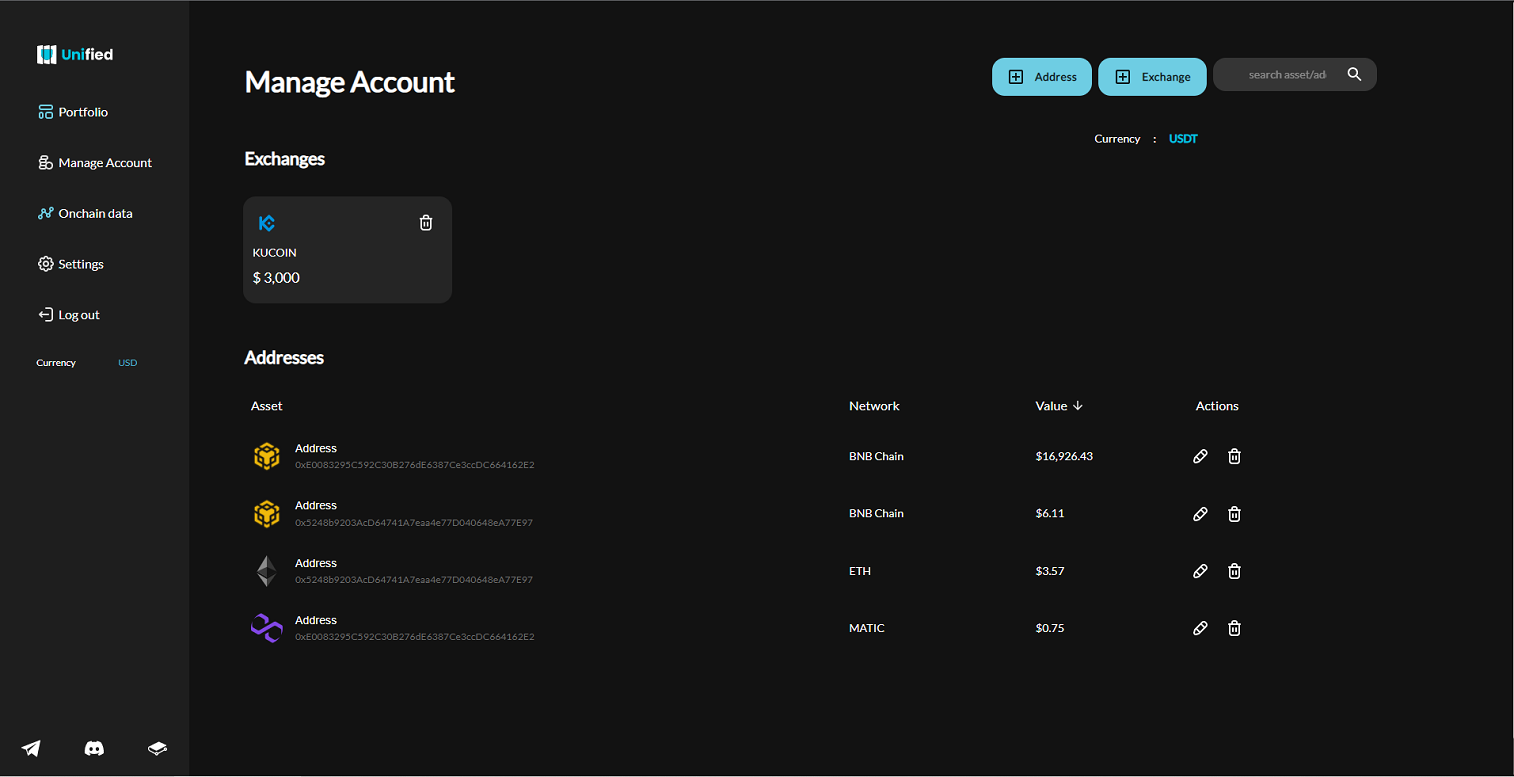 Unified
Portfolio
Manage Account
Onchain data
Settings
Log out
Currency USD
Manage Account
Address
Exchange
search asset/ad
Currency : USDT
Exchanges
KUCOIN
$ 3,000
Addresses
Asset Network Value Actions
Address
0xE0083295C592C30B276dE6387Ce3ccDC664162E2
BNB Chain $16,926.43
Address
0x5248b9203AcD64741A7eaa4e77D040648eA77E97
BNB Chain $6.11
Address
0x5248b9203AcD64741A7eaa4e77D040648eA77E97
ETH $3.57
Address
0xE0083295C592C30B276dE6387Ce3ccDC664162E2
MATIC $0.75